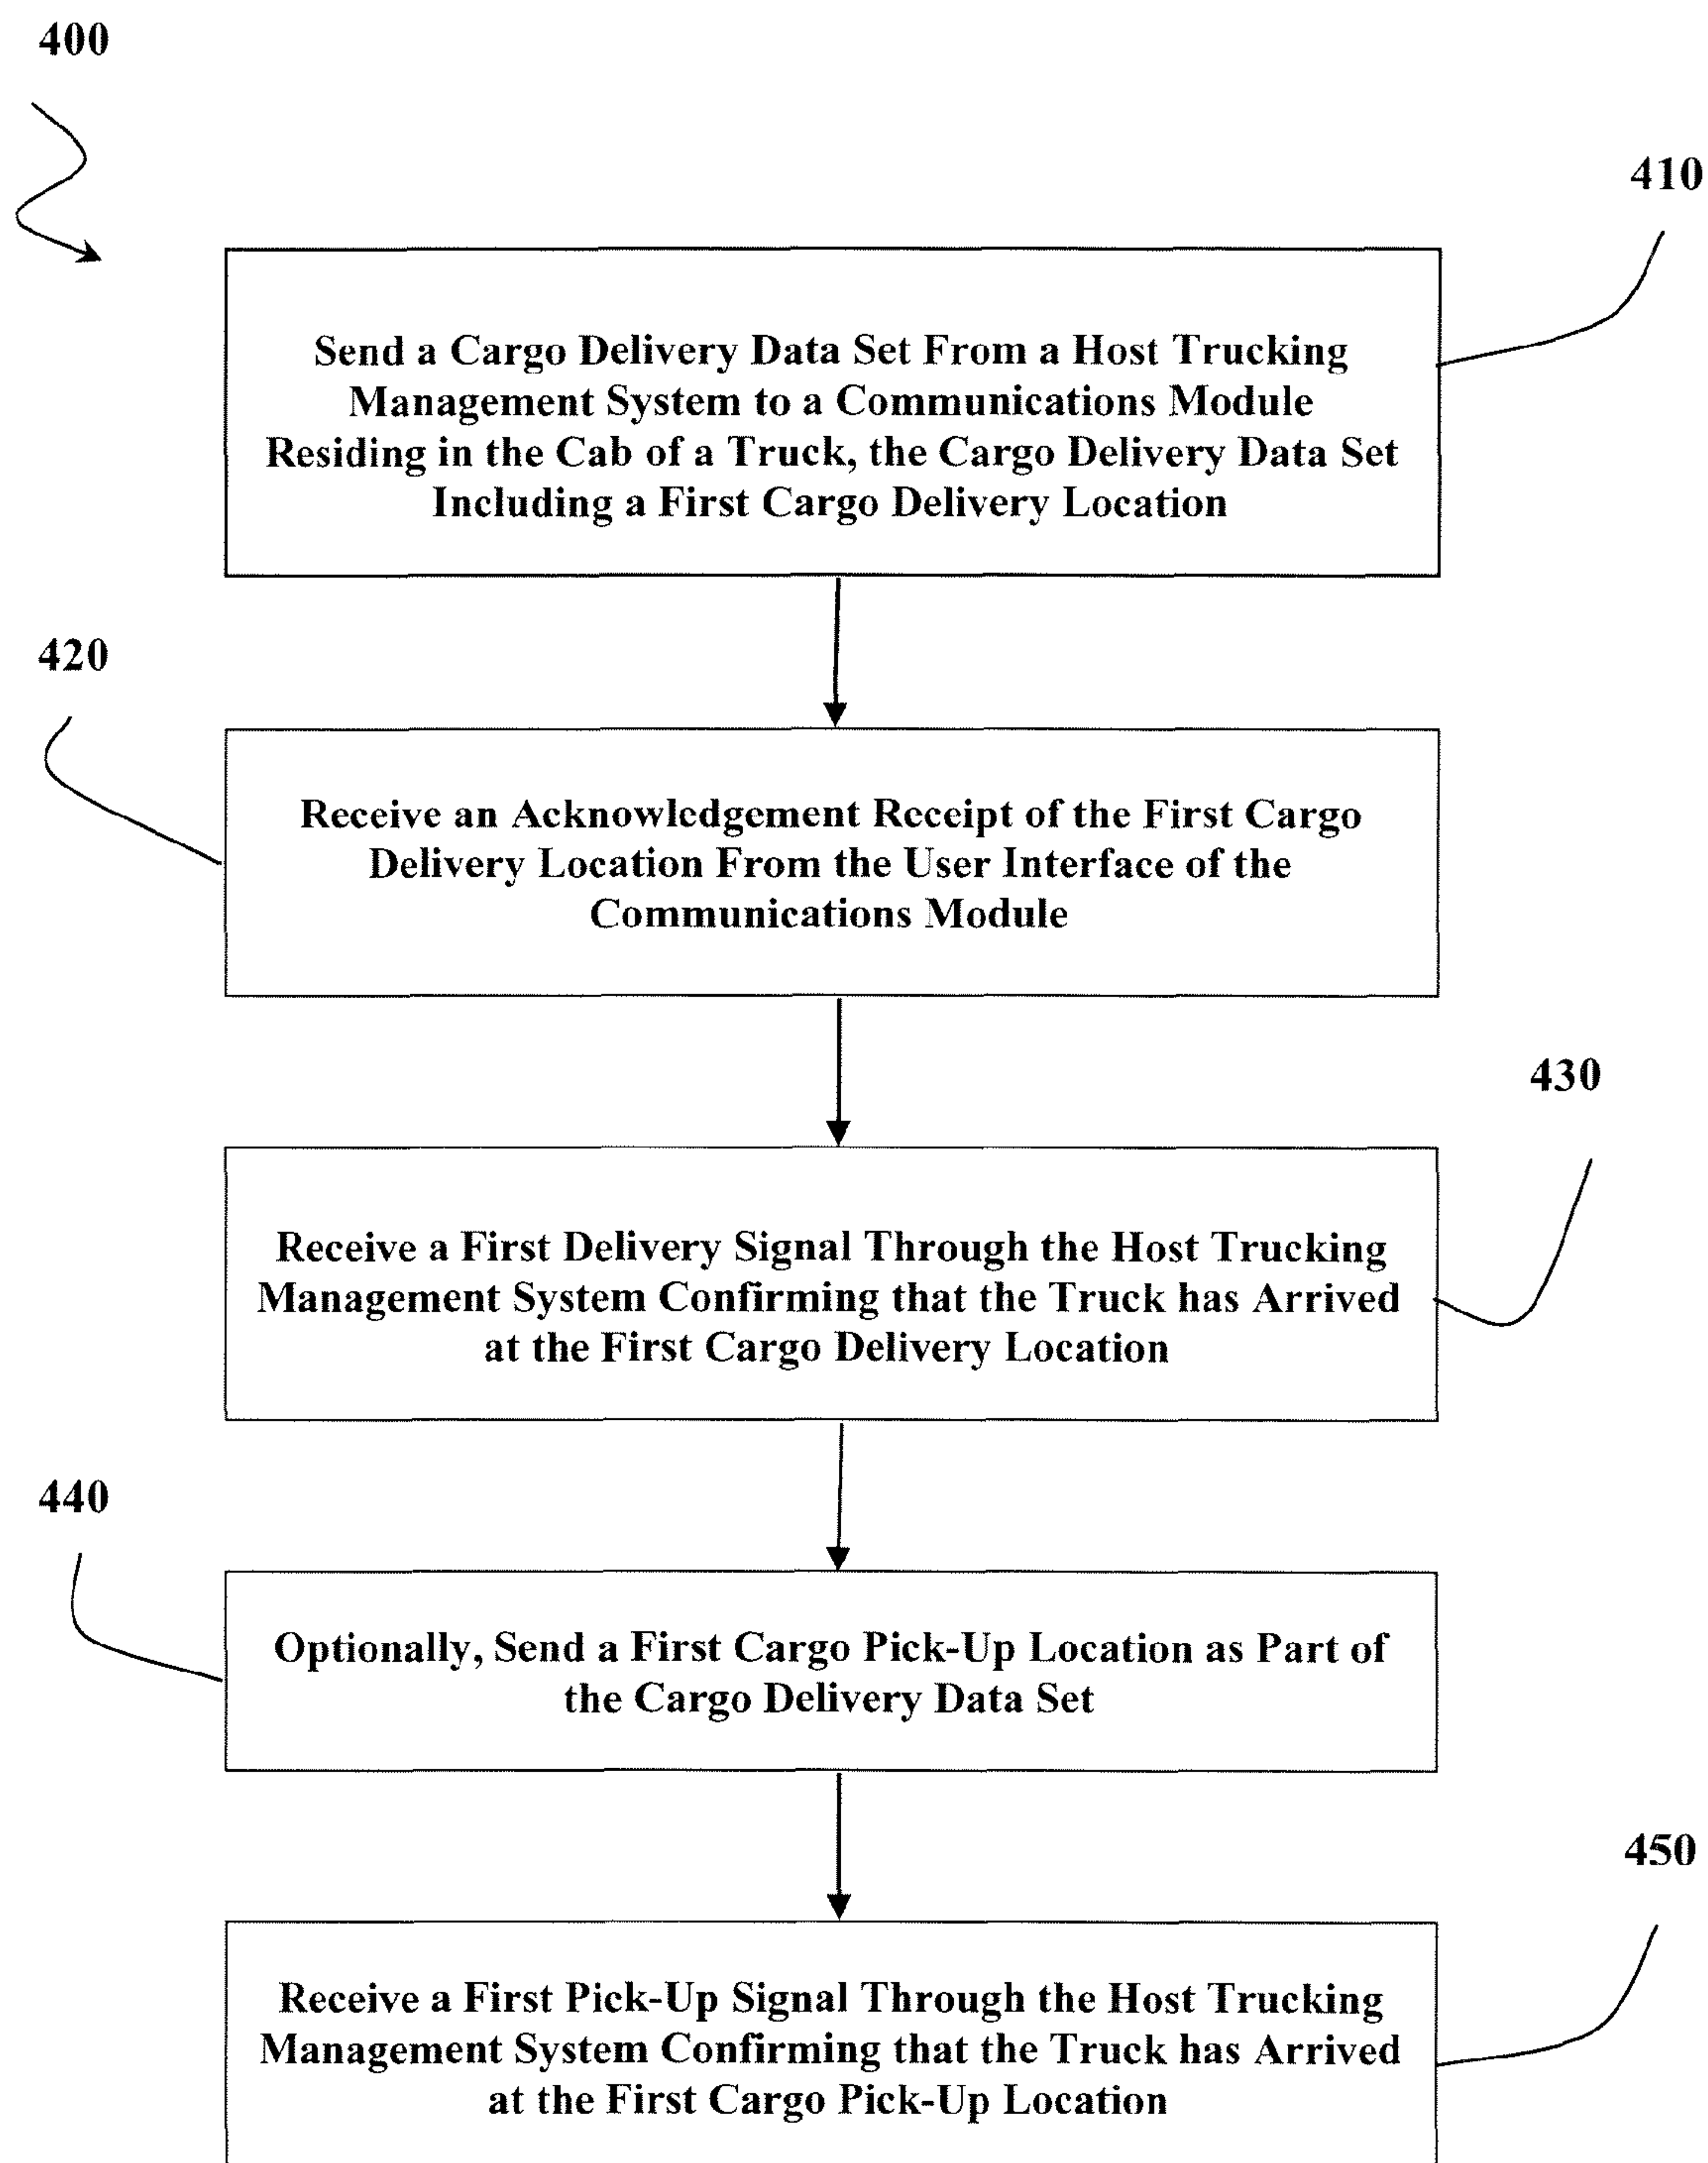 400
410
Send a Cargo Delivery Data Set From a Host Trucking
Management System to a Communications Module
Residing in the Cab of a Truck, the Cargo Delivery Data Set
Including a First Cargo Delivery Location
420
Receive an Acknowledgement Receipt of the First Cargo
Delivery Location From the User Interface of the
Communications Module
430
Receive a First Delivery Signal Through the Host Trucking
Management System Confirming that the Truck has Arrived
at the First Cargo Delivery Location
440
Optionally, Send a First Cargo Pick-Up Location as Part of
the Cargo Delivery Data Set
450
Receive a First Pick-Up Signal Through the Host Trucking
Management System Confirming that the Truck has Arrived
at the First Cargo Pick-Up Location